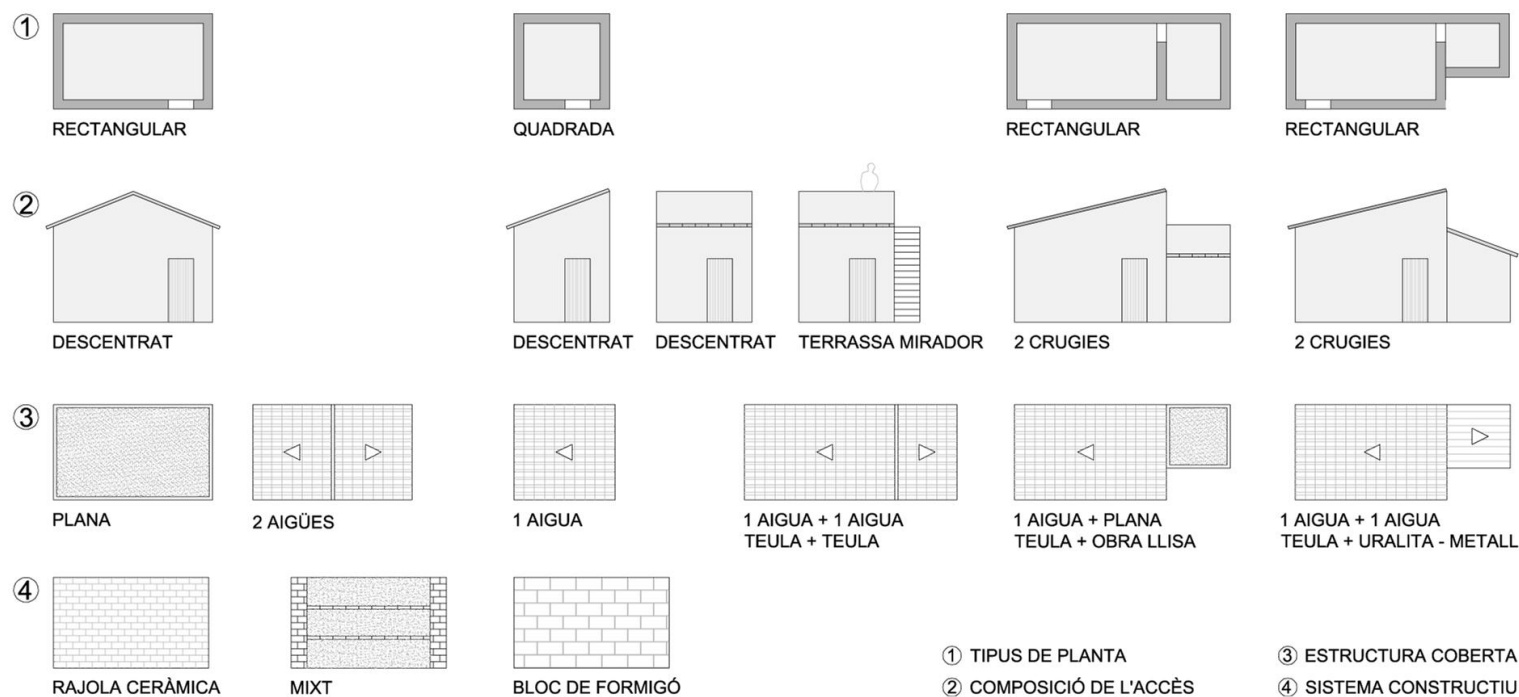 ①
RECTANGULAR
QUADRADA
RECTANGULAR
RECTANGULAR
②
DESCENTRAT
DESCENTRAT
DESCENTRAT
TERRASSA MIRADOR
2 CRUGIES
2 CRUGIES
③
PLANA
2 AIGÜES
1 AIGUA
1 AIGUA + 1 AIGUA
TEULA + TEULA
1 AIGUA + PLANA
TEULA + OBRA LLISA
1 AIGUA + 1 AIGUA
TEULA + URALITA - METALL
④
RAJOLA CERÀMICA
MIXT
BLOC DE FORMIGÓ
① TIPUS DE PLANTA
② COMPOSICIÓ DE L'ACCÈS
③ ESTRUCTURA COBERTA
④ SISTEMA CONSTRUCTIU